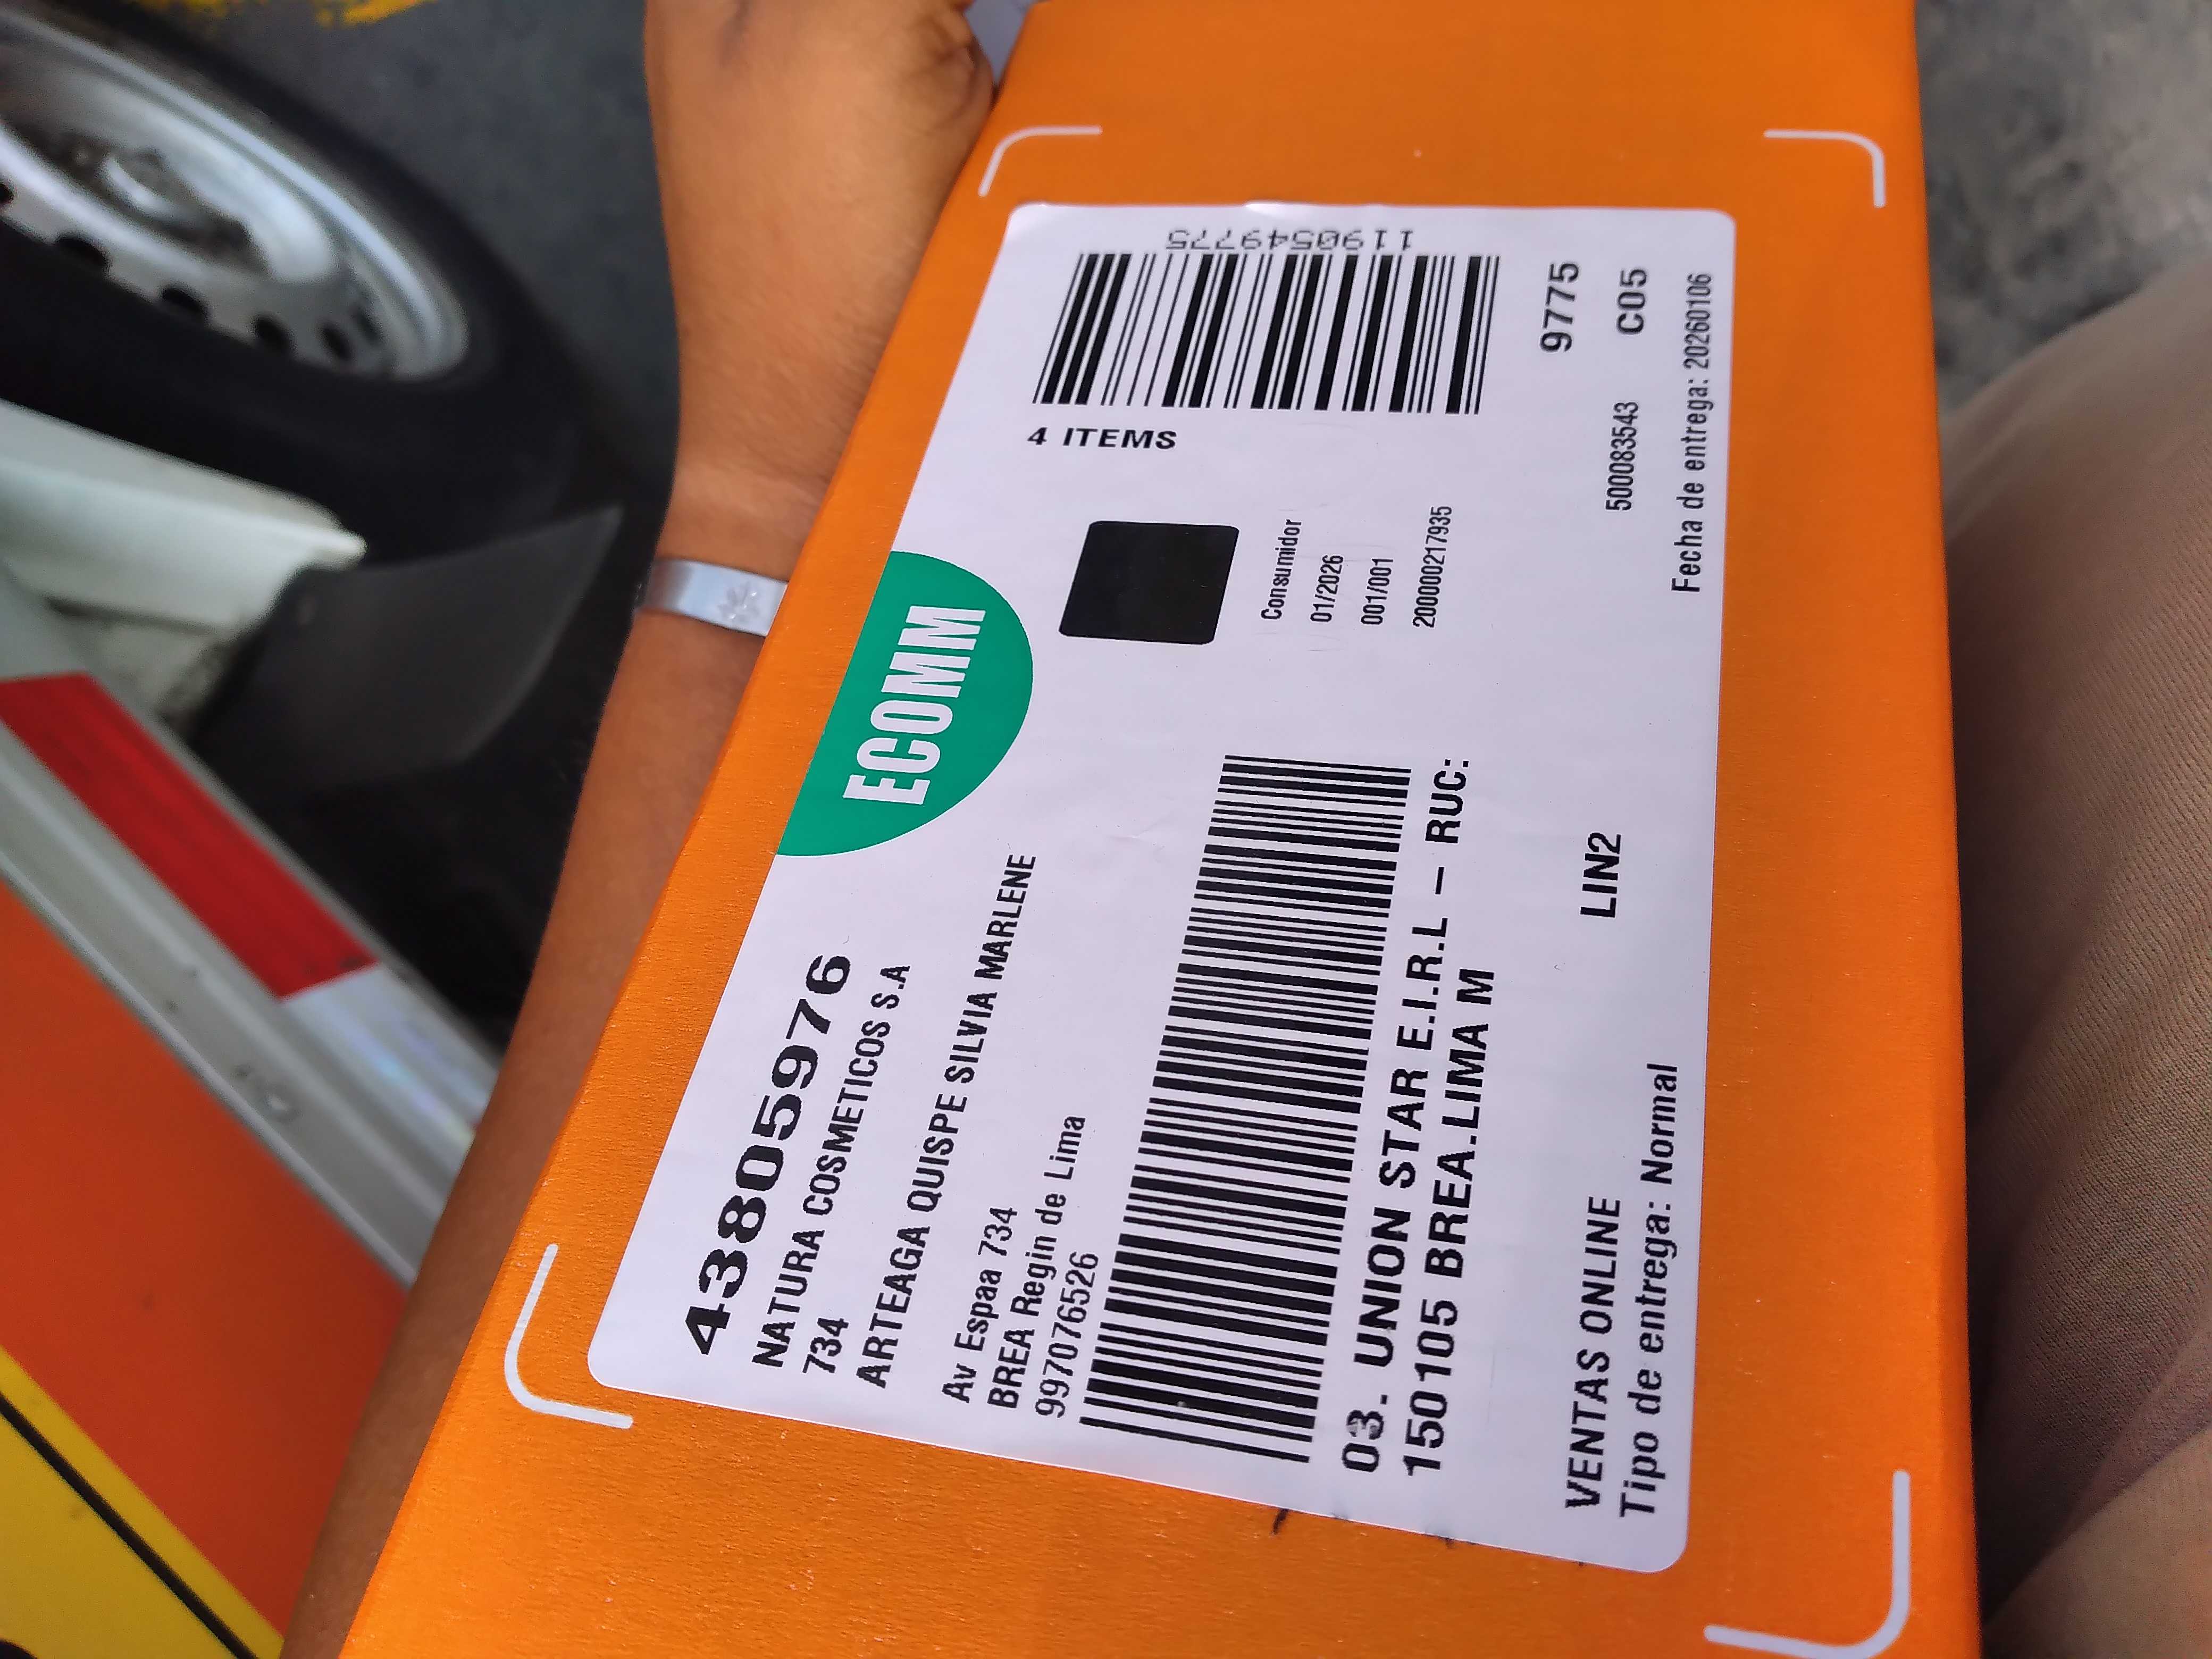 438805976
NATURA COSMETICOS S.A
734
ARTEAGA QUISPE SILVIA MARLENE
Av Espaa 734
BREA Regin de Lima
997076526
03. UNION STAR E.I.R.L – RUC:
150105 BREA.LIMA M
VENTAS ONLINE
Tipo de entrega: Normal
LIN2
ECOMM
4 ITEMS
1190549775
Consumidor
01/2026
001/001
200000217935
9775
500083543 C05
Fecha de entrega: 20260106